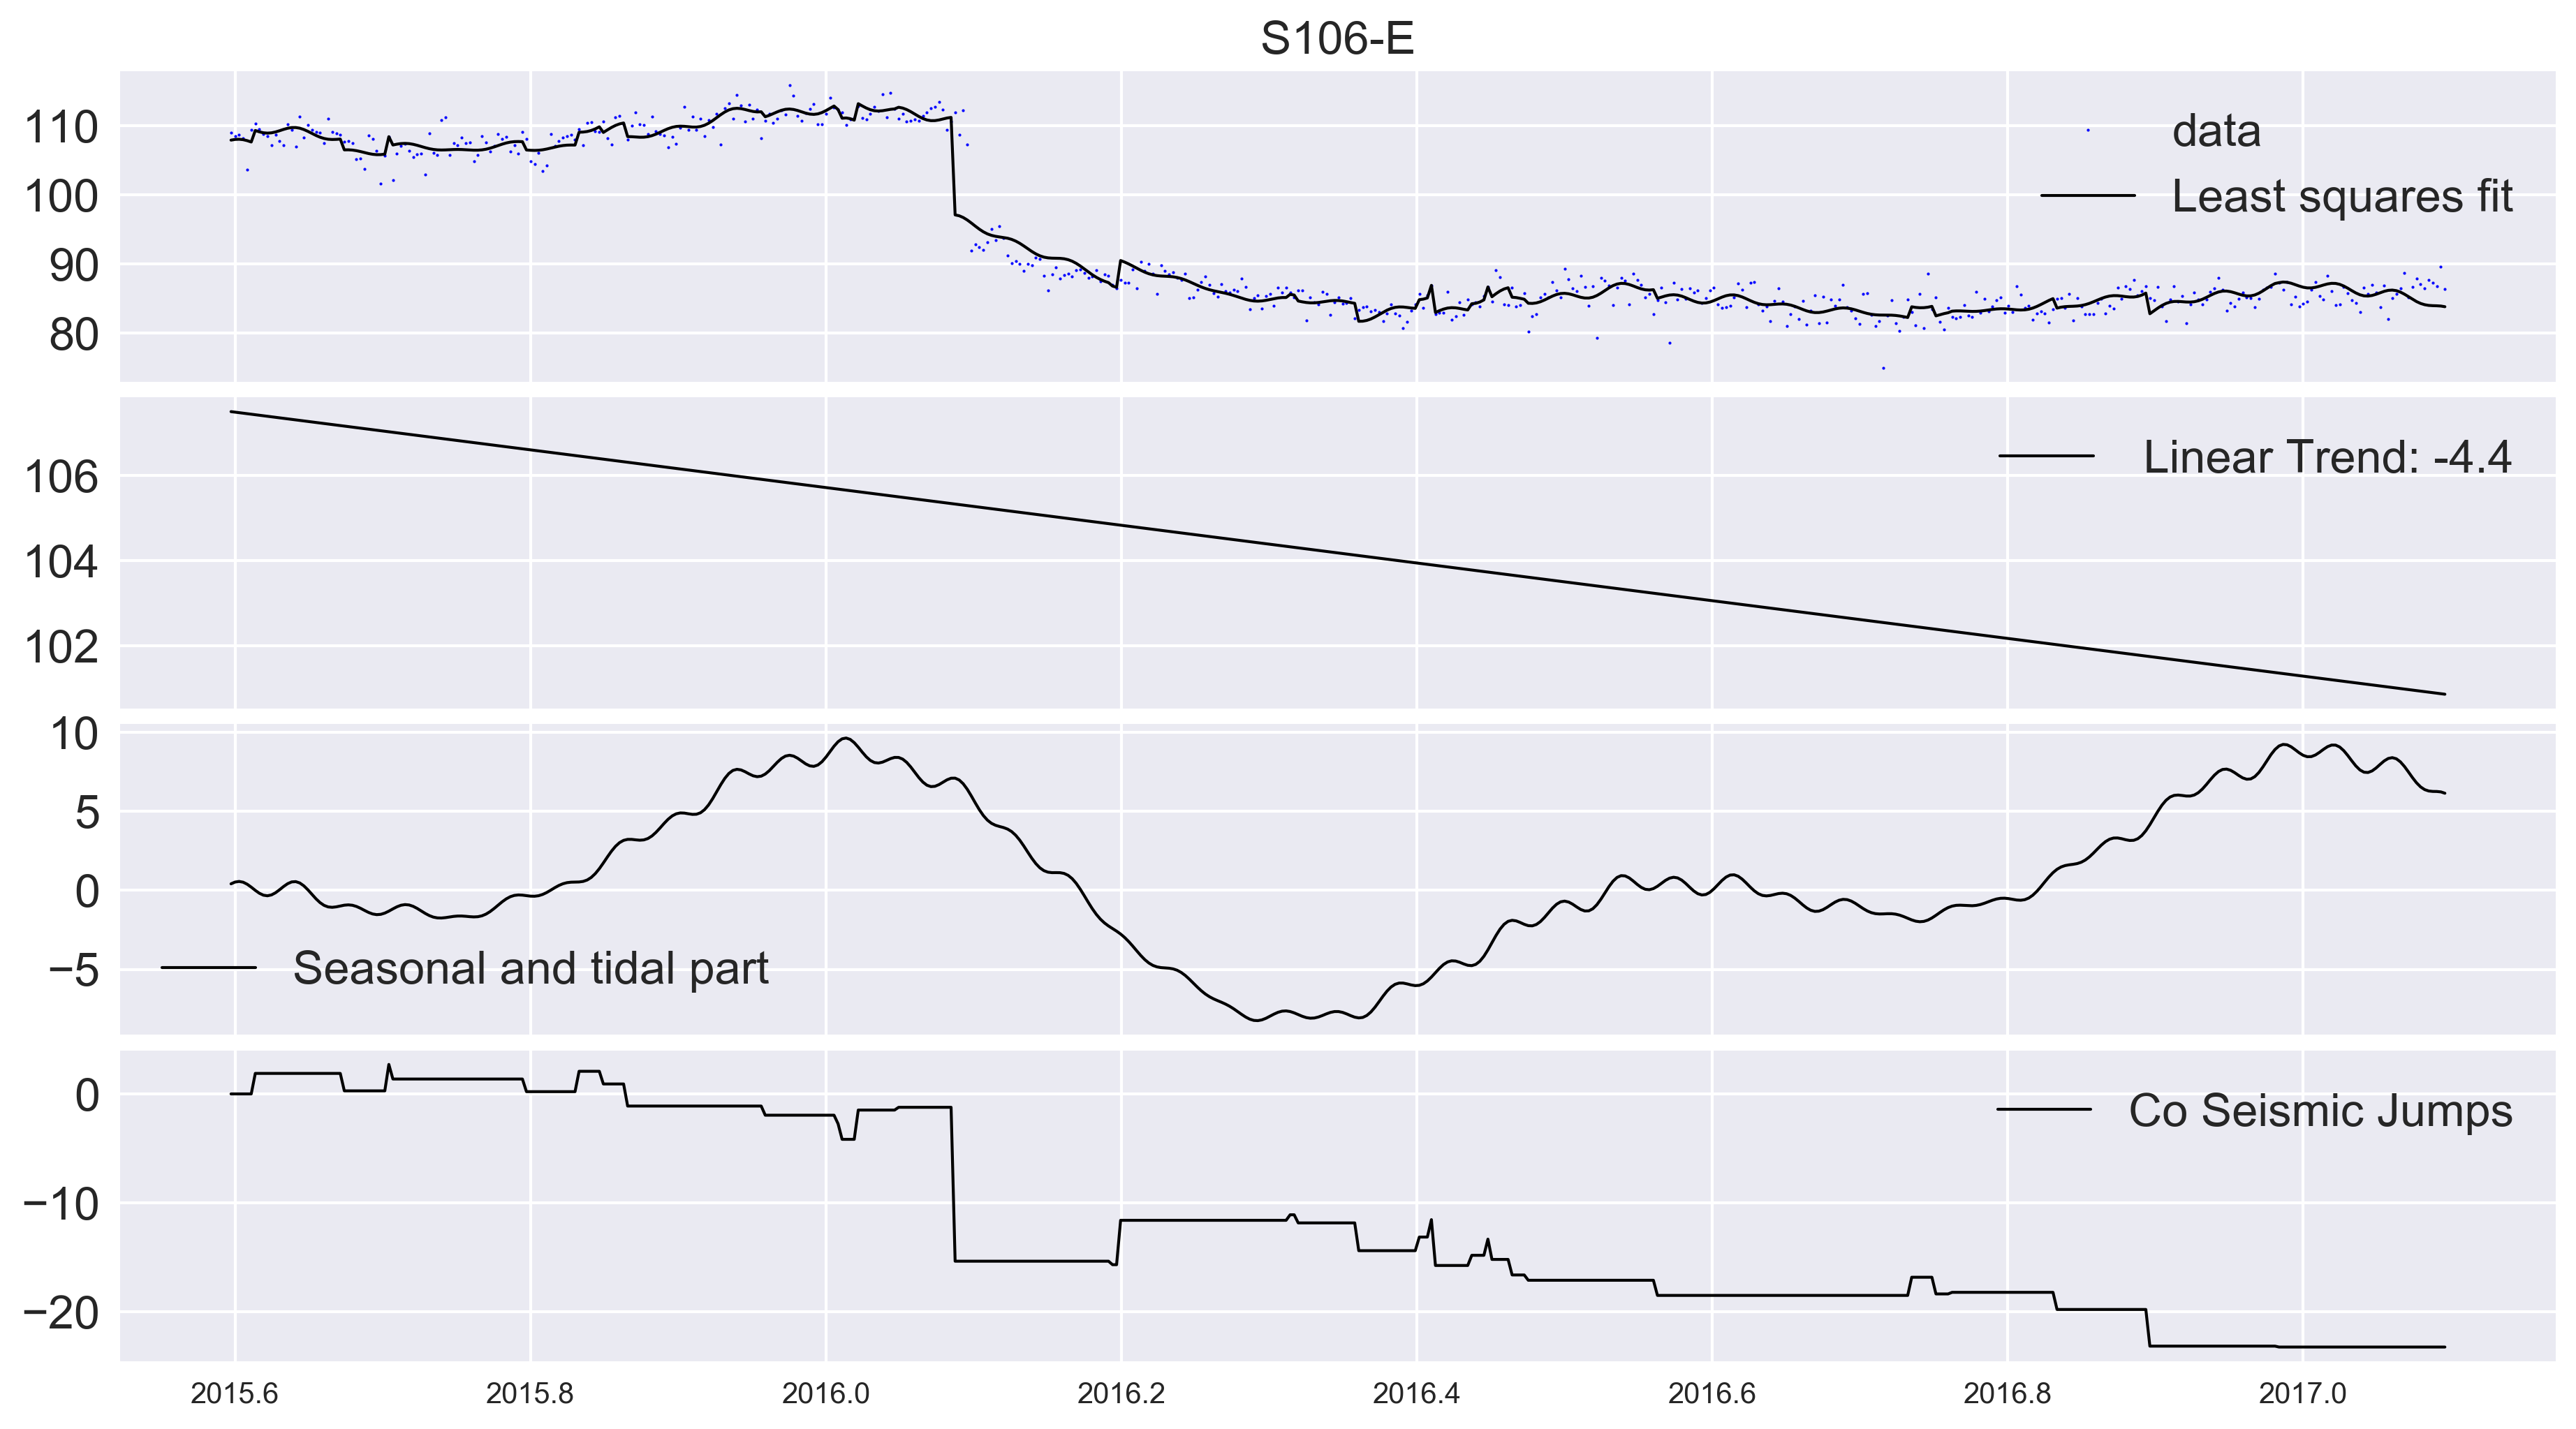 S106-E
110
100
90
80
data
Least squares fit
106
104
102
Linear Trend: -4.4
10
5
0
−5
Seasonal and tidal part
0
−10
−20
Co Seismic Jumps
2015.6 2015.8 2016.0 2016.2 2016.4 2016.6 2016.8 2017.0